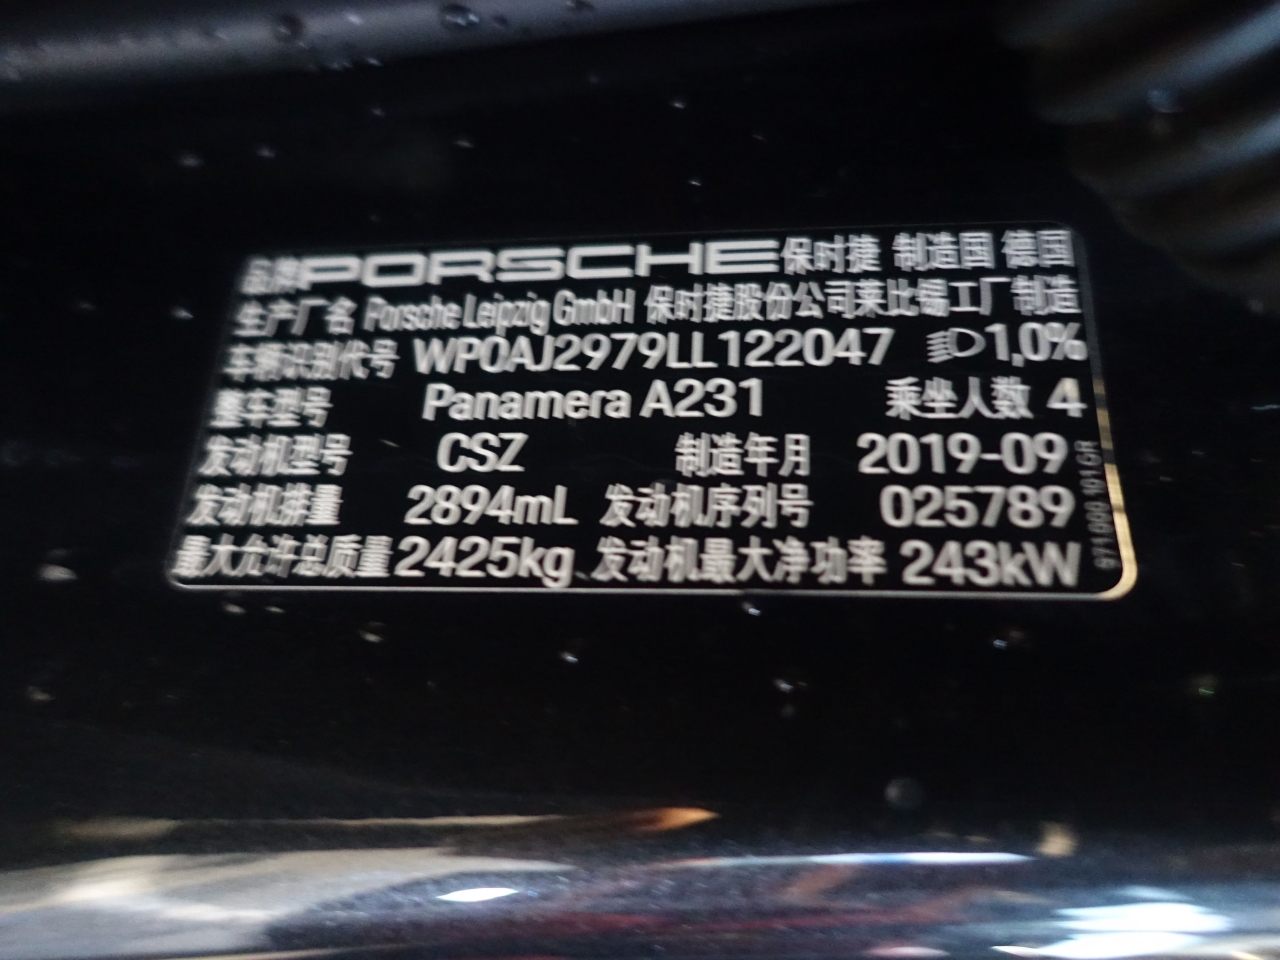 品牌 PORSCHE 保时捷 制造国 德国
生产厂名 Porsche Leipzig GmbH 保时捷股份公司莱比锡工厂制造
车辆识别代号 WP0AJ2979LL122047 1,0%
整车型号 Panamera A231 乘坐人数 4
发动机型号 CSZ 制造年月 2019-09
发动机排量 2894mL 发动机序列号 025789
最大允许总质量 2425kg 发动机最大净功率 243kW